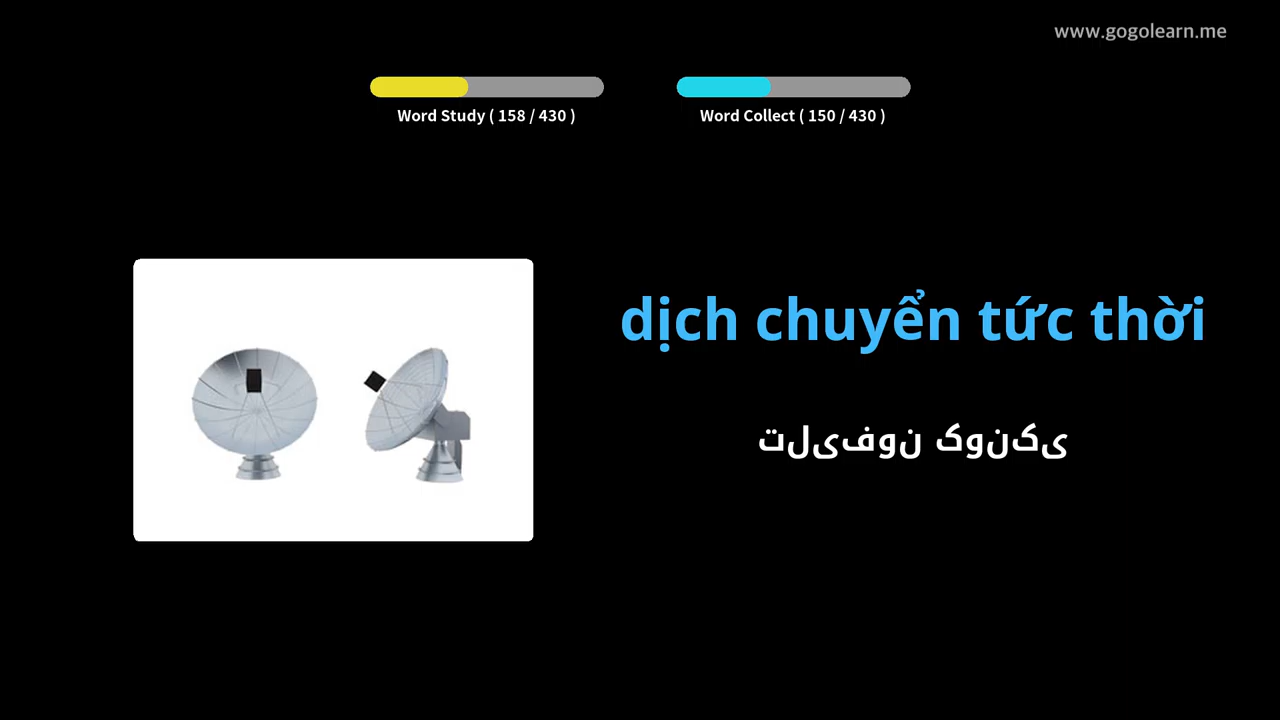 www.gogolearn.me
Word Study ( 158 / 430 )
Word Collect ( 150 / 430 )
dịch chuyển tức thời
تلیفون کونکی